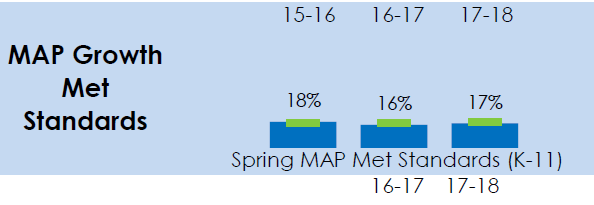 15-16 16-17 17-18
MAP Growth
Met
Standards
18% 16% 17%
Spring MAP Met Standards (K-11)
16-17 17-18